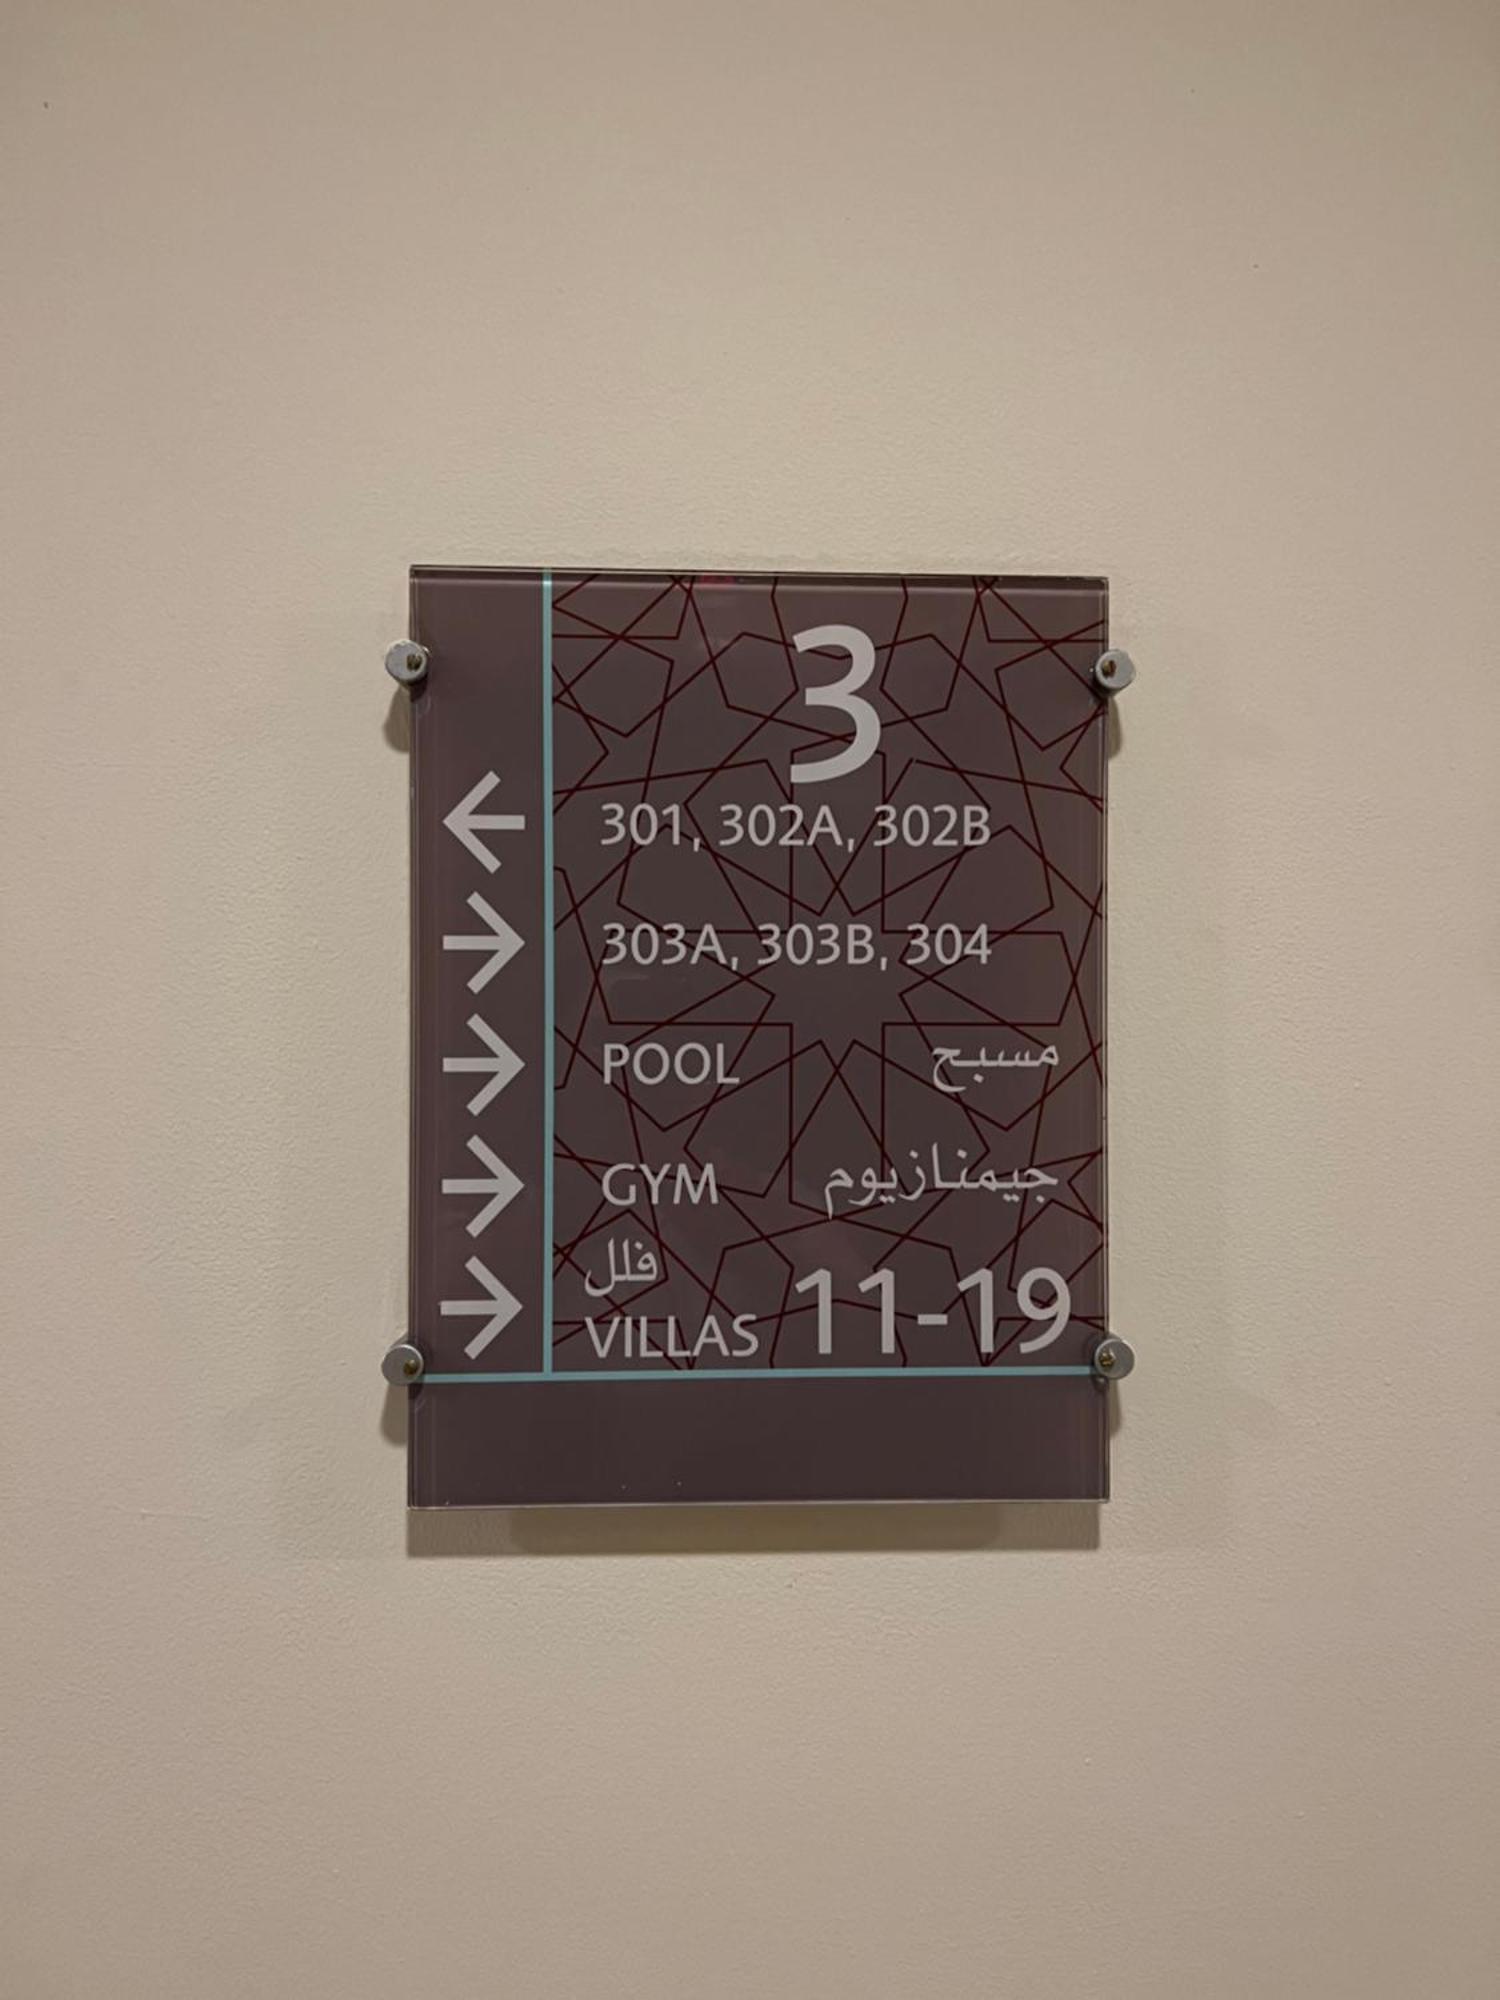 3
301, 302A, 302B
303A, 303B, 304
POOL مسبح
GYM جيمنازيوم
فلل
VILLAS 11-19